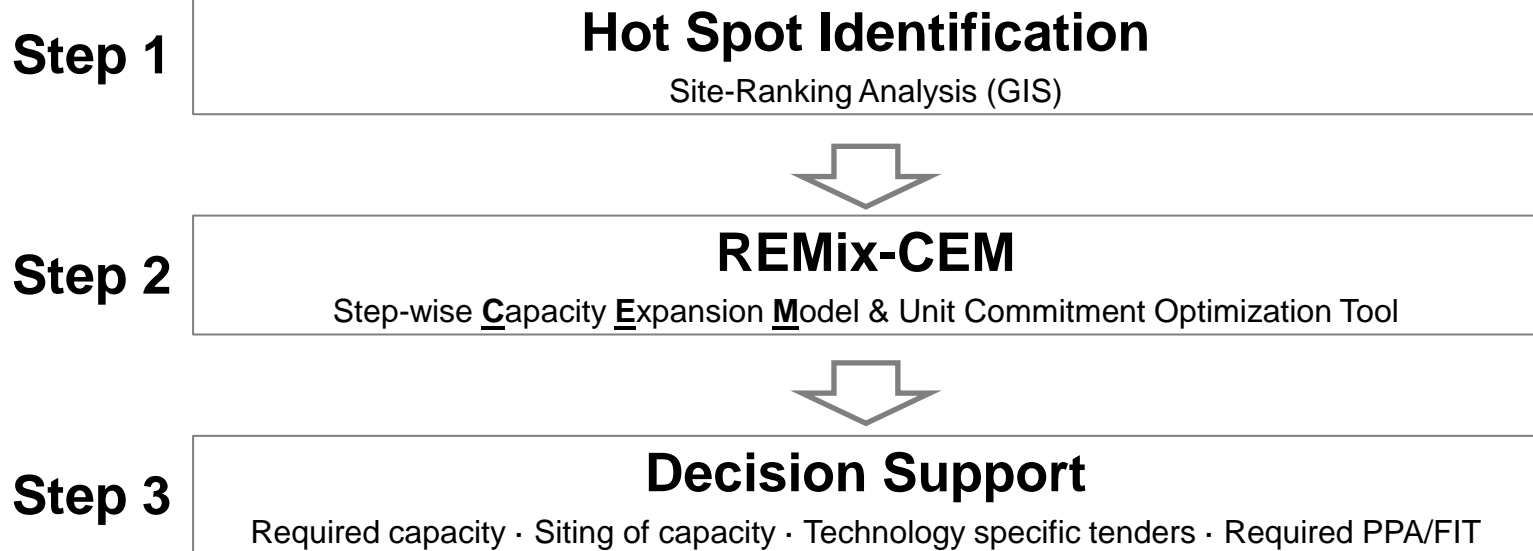 Step 1
Hot Spot Identification
Site-Ranking Analysis (GIS)
Step 2
REMix-CEM
Step-wise Capacity Expansion Model & Unit Commitment Optimization Tool
Step 3
Decision Support
Required capacity · Siting of capacity · Technology specific tenders · Required PPA/FIT